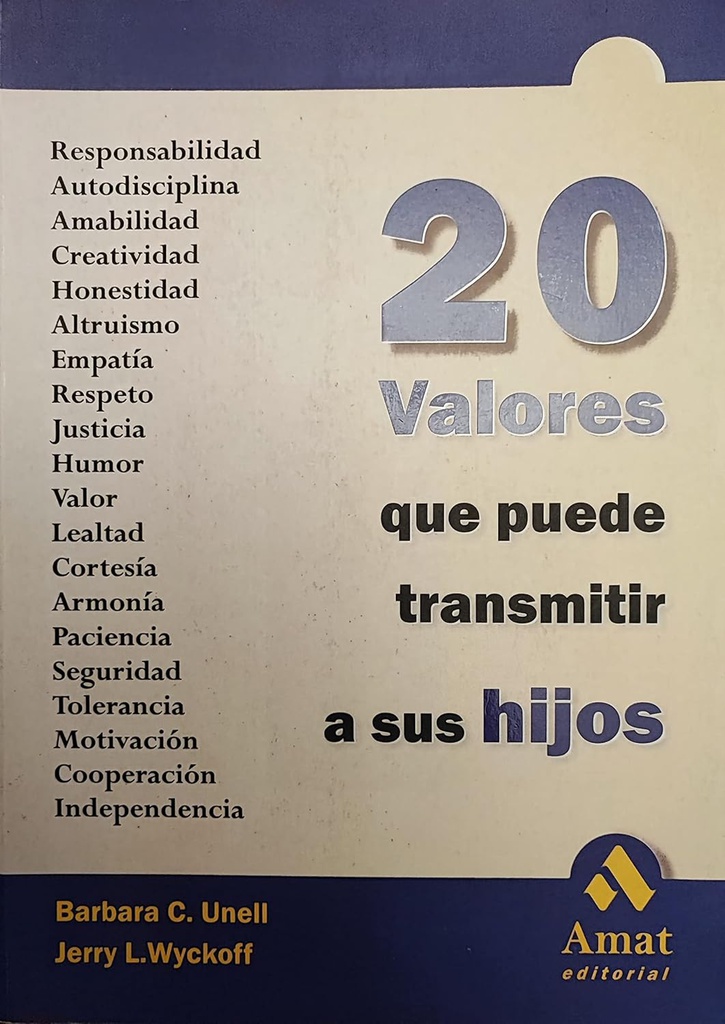 Responsabilidad
Autodisciplina
Amabilidad
Creatividad
Honestidad
Altruismo
Empatía
Respeto
Justicia
Humor
Valor
Lealtad
Cortesía
Armonía
Paciencia
Seguridad
Tolerancia
Motivación
Cooperación
Independencia
20
Valores
que puede
transmitir
a sus hijos
Barbara C. Unell
Jerry L.Wyckoff
Amat
editorial